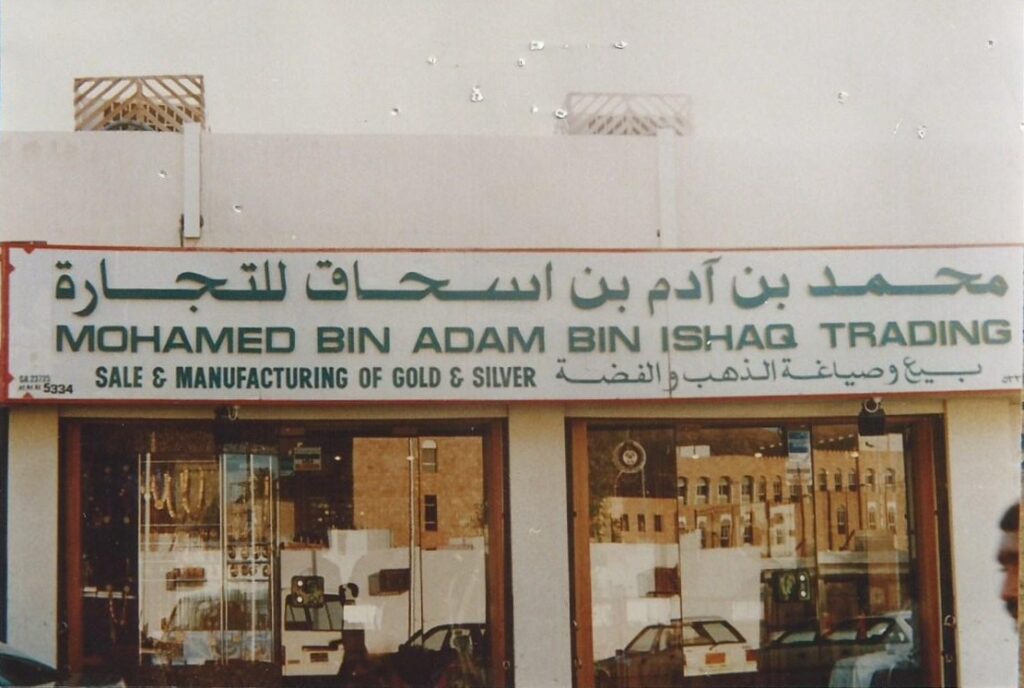 محمد بن آدم بن اسحاق للتجارة
MOHAMED BIN ADAM BIN ISHAQ TRADING
SALE & MANUFACTURING OF GOLD & SILVER
بيع وصياغة الذهب والفضة
5334